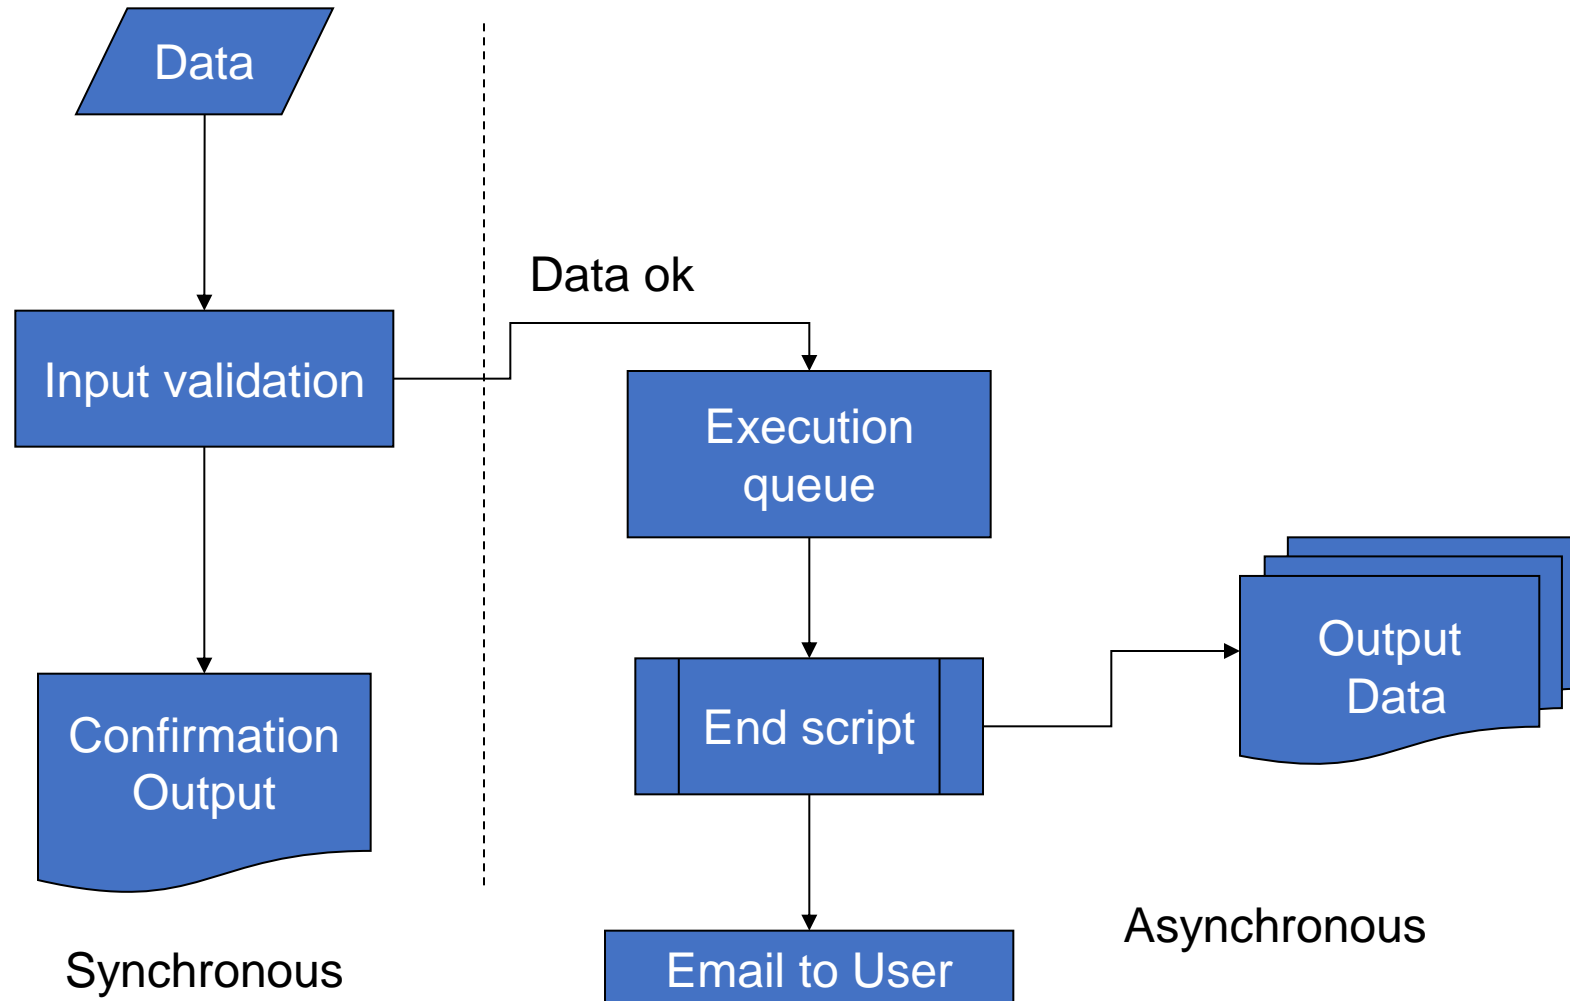 Data
Data ok
Input validation
Execution
queue
Output
Data
Confirmation
Output
End script
Asynchronous
Synchronous
Email to User